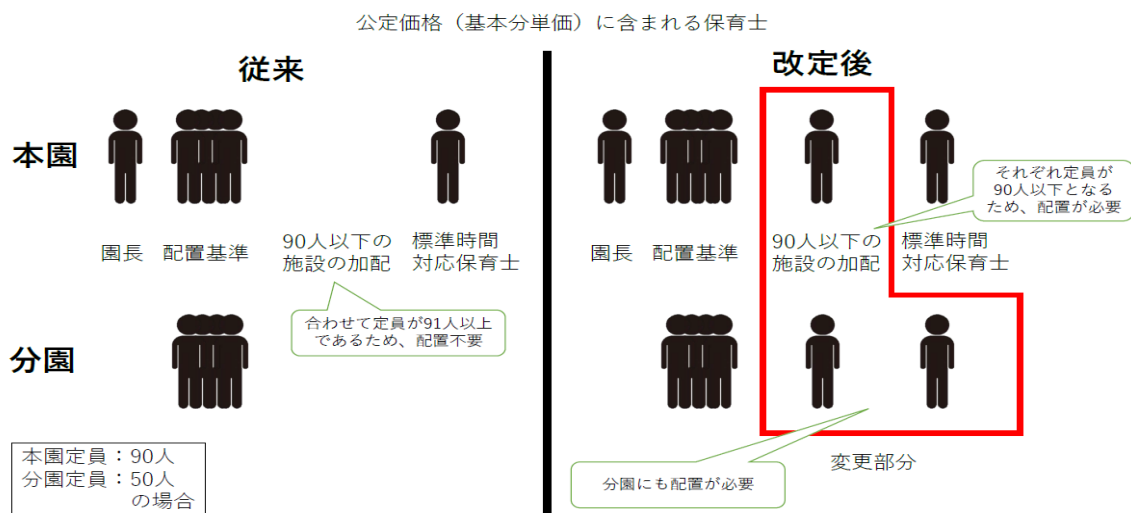 公定価格（基本分単価）に含まれる保育士
従来
本園
園長
配置基準
90人以下の
施設の加配
標準時間
対応保育士
合わせて定員が91人以上
であるため、配置不要
分園
本園定員：90人
分園定員：50人
の場合
改定後
それぞれ定員が
90人以下となる
ため、配置が必要
園長
配置基準
90人以下の
施設の加配
標準時間
対応保育士
変更部分
分園にも配置が必要